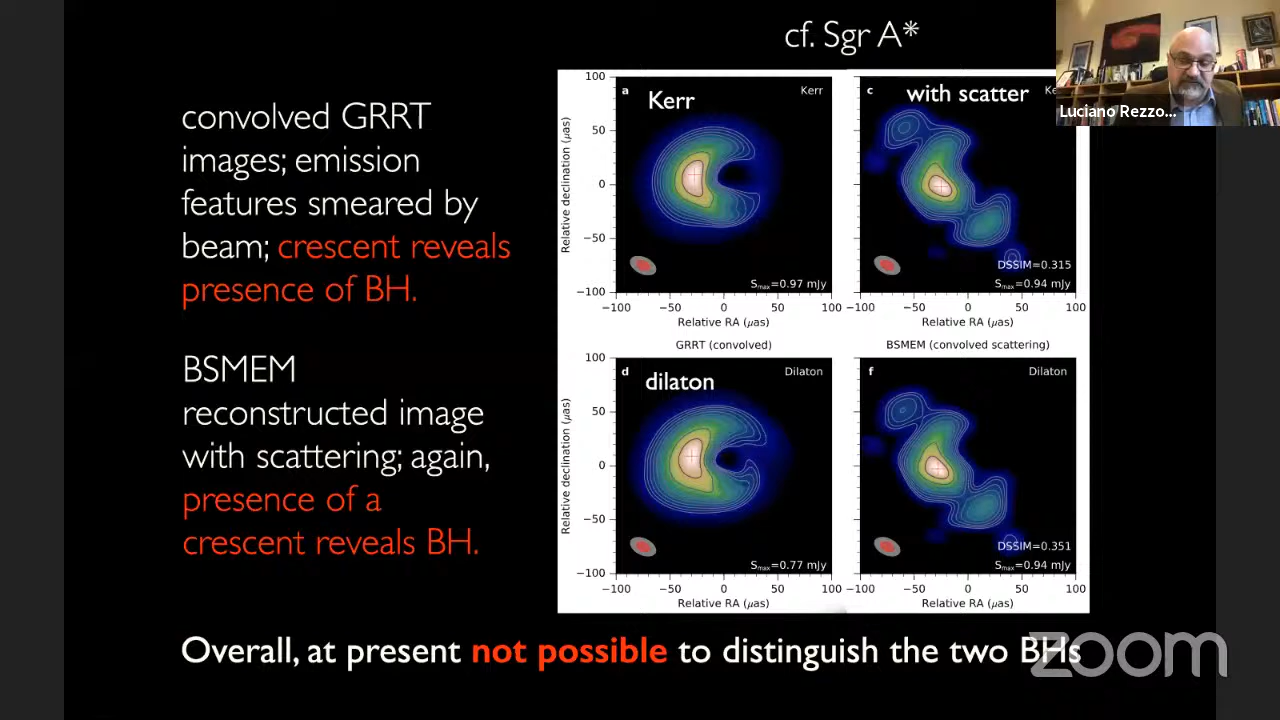 cf. Sgr A*
convolved GRRT
images; emission
features smeared by
beam; crescent reveals
presence of BH.
BSMEM
reconstructed image
with scattering; again,
presence of a
crescent reveals BH.
100
50
0
−50
−100
Relative declination (μas)
a
Kerr
Kerr
Smax=0.97 mJy
−100 −50 0 50 100
Relative RA (μas)
c
with scatter
DSSIM=0.315
Smax=0.94 mJy
−100 −50 0 50 100
Relative RA (μas)
GRRT (convolved)
BSMEM (convolved scattering)
100
50
0
−50
−100
Relative declination (μas)
d
dilaton
Dilaton
Smax=0.77 mJy
−100 −50 0 50 100
Relative RA (μas)
f
Dilaton
DSSIM=0.351
Smax=0.94 mJy
−100 −50 0 50 100
Relative RA (μas)
Overall, at present not possible to distinguish the two BHs
Luciano Rezzo...
zoom